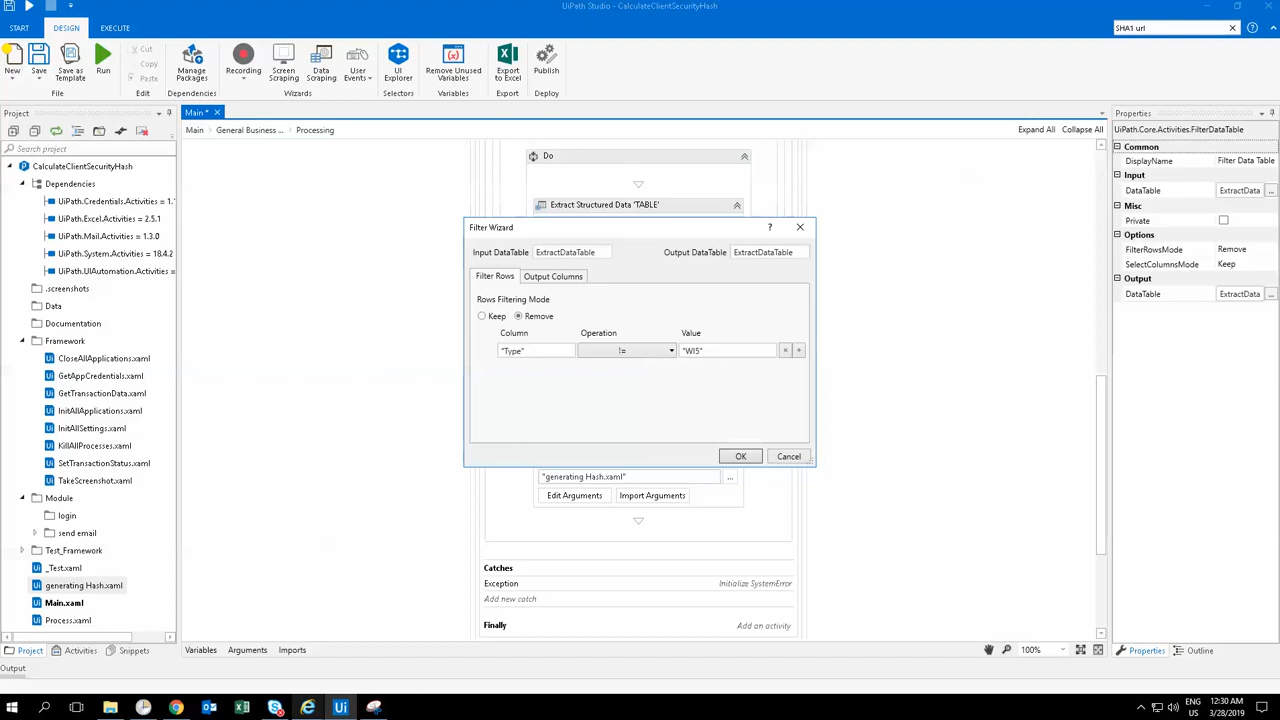 UiPath Studio - CalculateClientSecurityHash
START DESIGN EXECUTE
SHA1 url
New Save Save as Template Run
Cut
Copy
Paste
Manage Packages
Recording
Screen Scraping
Data Scraping
User Events
UI Explorer
Remove Unused Variables
Export to Excel
Publish
File Edit Dependencies Wizards Selectors Variables Export Deploy
Project
Search project
CalculateClientSecurityHash
Dependencies
UiPath.Credentials.Activities = 1.
UiPath.Excel.Activities = 2.5.1
UiPath.Mail.Activities = 1.3.0
UiPath.System.Activities = 18.4.2
UiPath.UIAutomation.Activities =
.screenshots
Data
Documentation
Framework
CloseAllApplications.xaml
GetAppCredentials.xaml
GetTransactionData.xaml
InitAllApplications.xaml
InitAllSettings.xaml
KillAllProcesses.xaml
SetTransactionStatus.xaml
TakeScreenshot.xaml
Module
login
send email
Test_Framework
_Test.xaml
generating Hash.xaml
Main.xaml
Process.xaml
Project Activities Snippets
Output
Main *
Main General Business ... Processing
Expand All Collapse All
Do
Extract Structured Data 'TABLE'
Filter Wizard
?
Input DataTable ExtractDataTable Output DataTable ExtractDataTable
Filter Rows Output Columns
Rows Filtering Mode
Keep Remove
Column Operation Value
"Type" != "WI5"
OK Cancel
"generating Hash.xaml" ...
Edit Arguments Import Arguments
Catches
Exception Initialize SystemError
Add new catch
Finally Add an activity
Variables Arguments Imports
100%
Properties
UiPath.Core.Activities.FilterDataTable
Common
DisplayName Filter Data Table
Input
DataTable ExtractData ...
Misc
Private
Options
FilterRowsMode Remove
SelectColumnsMode Keep
Output
DataTable ExtractData ...
Properties Outline
ENG
US
12:30 AM
3/28/2019